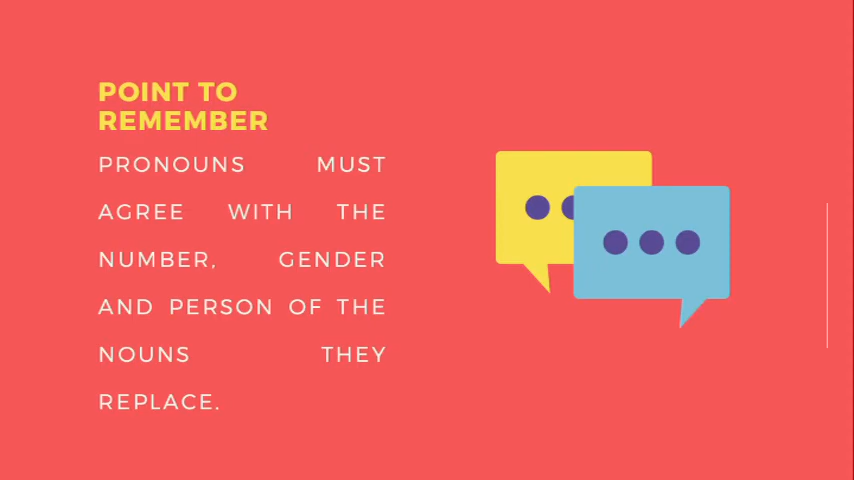 POINT TO
REMEMBER
PRONOUNS MUST
AGREE WITH THE
NUMBER, GENDER
AND PERSON OF THE
NOUNS THEY
REPLACE.